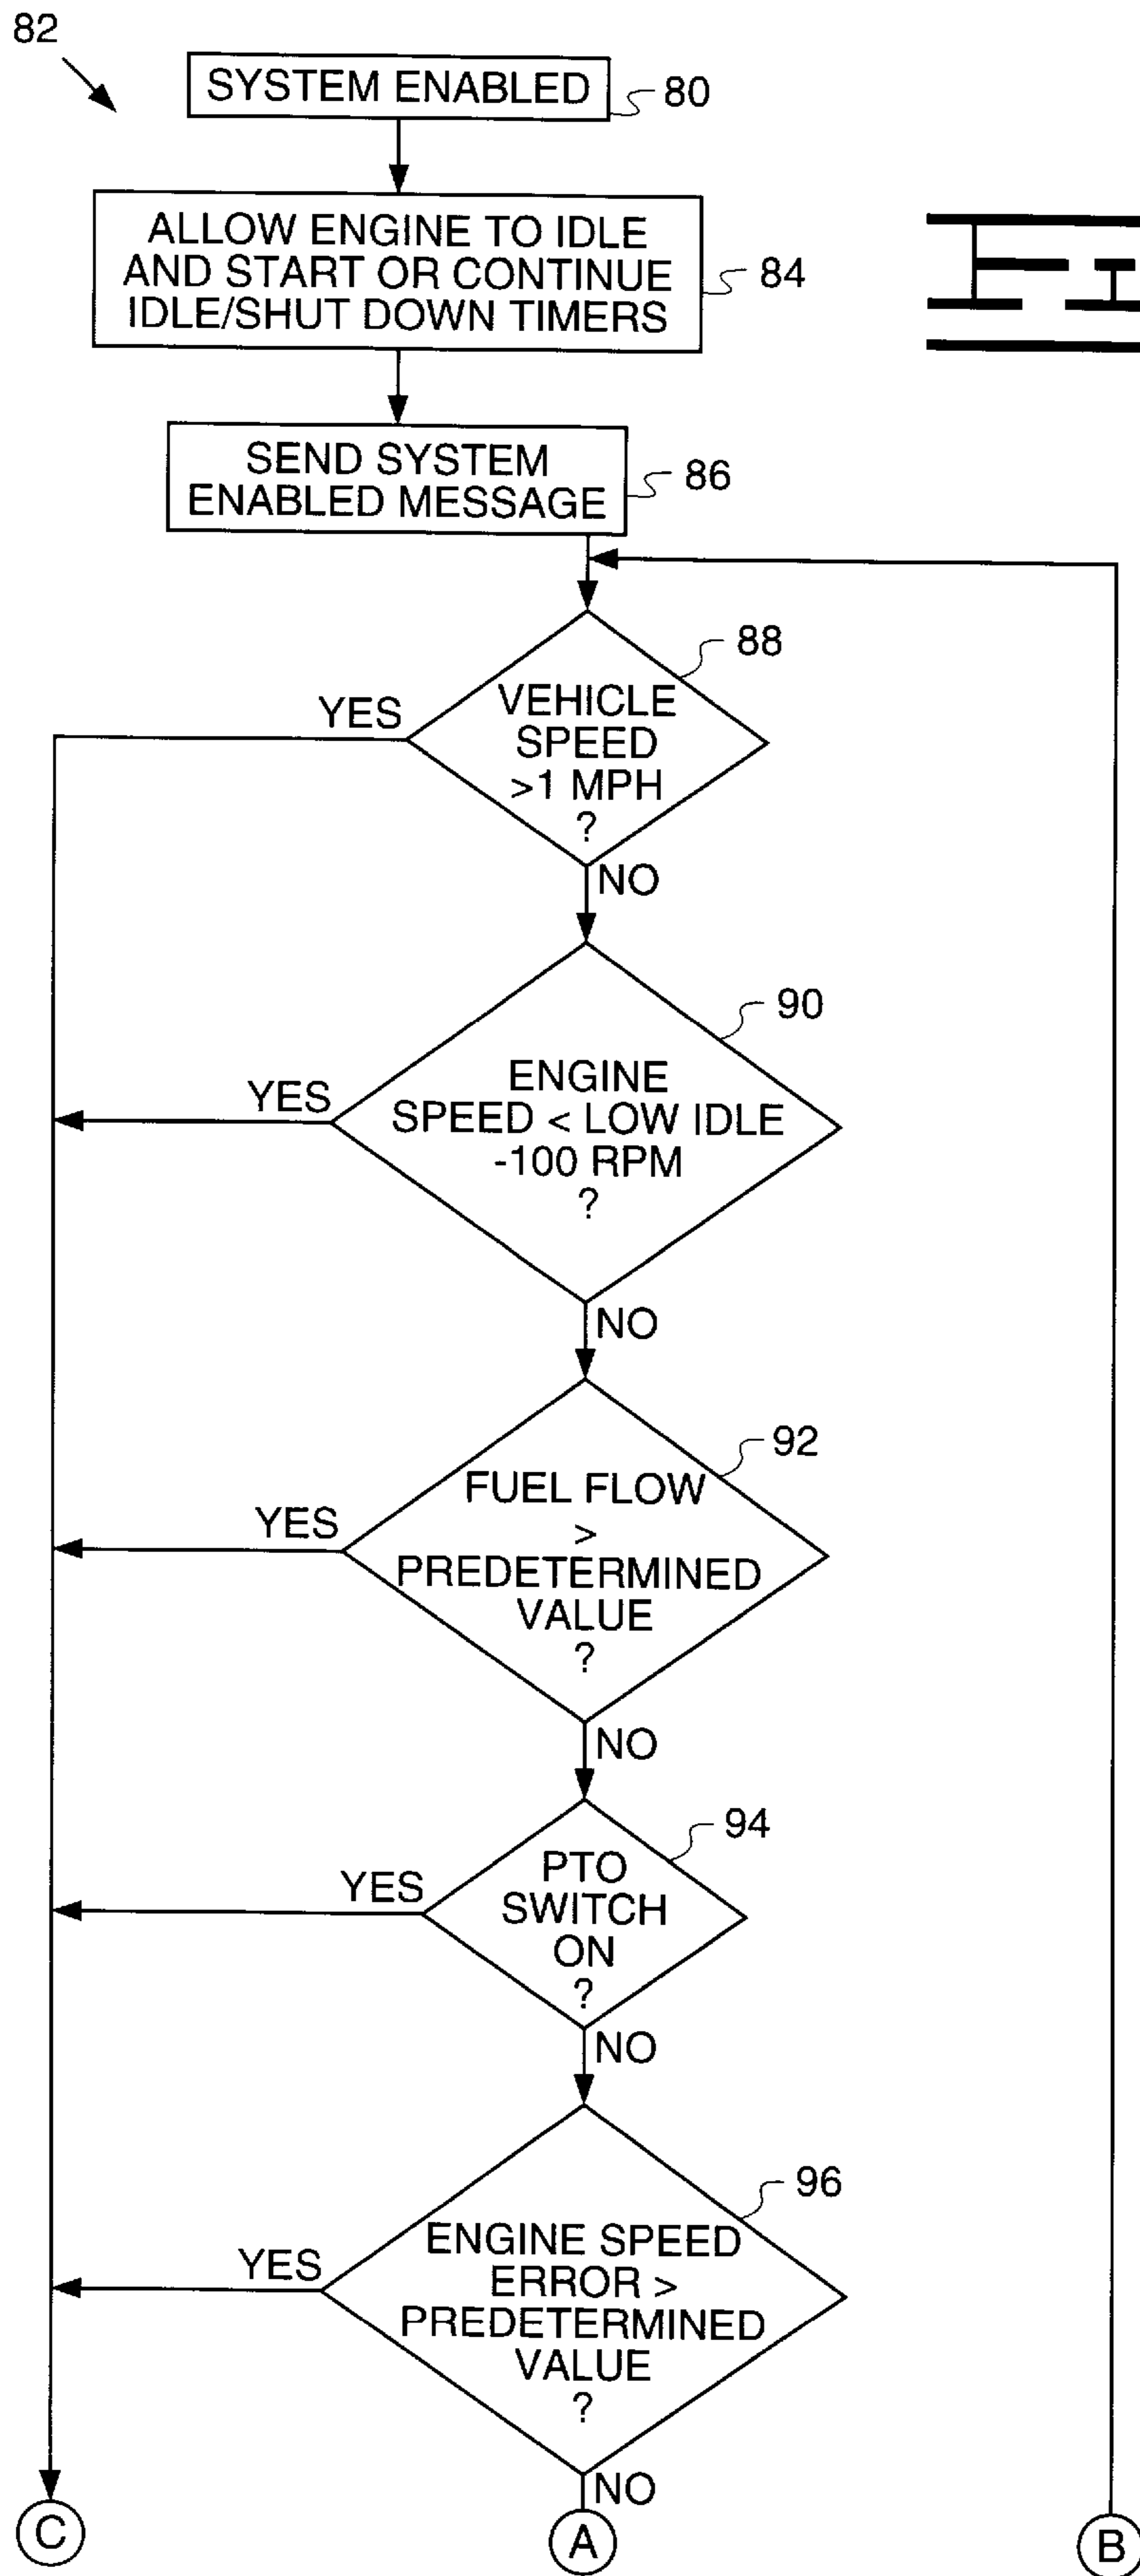 82
SYSTEM ENABLED
80
ALLOW ENGINE TO IDLE
AND START OR CONTINUE
IDLE/SHUT DOWN TIMERS
84
SEND SYSTEM
ENABLED MESSAGE
86
88
VEHICLE
SPEED
>1 MPH
?
YES
NO
90
ENGINE
SPEED < LOW IDLE
-100 RPM
?
YES
NO
92
FUEL FLOW
>
PREDETERMINED
VALUE
?
YES
NO
94
PTO
SWITCH
ON
?
YES
NO
96
ENGINE SPEED
ERROR >
PREDETERMINED
VALUE
?
YES
NO
C
A
B